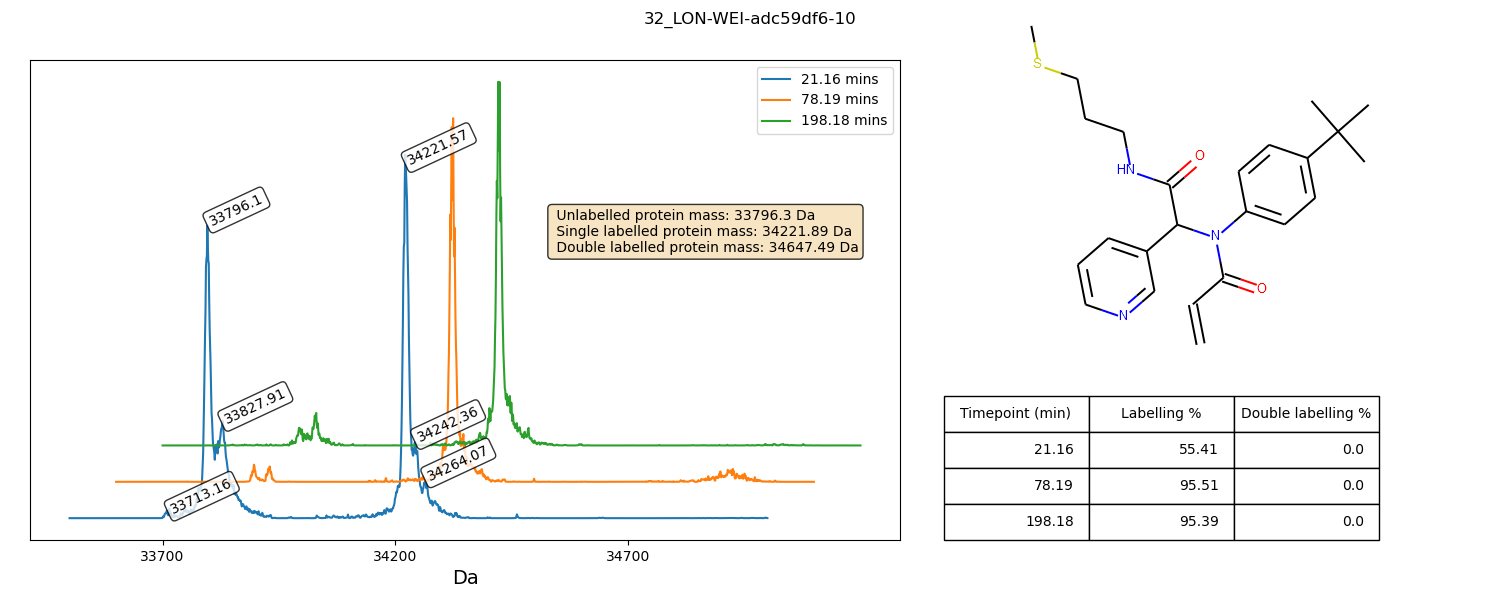 32_LON-WEI-adc59df6-10
21.16 mins
78.19 mins
198.18 mins
34221.57
33796.1
Unlabelled protein mass: 33796.3 Da
Single labelled protein mass: 34221.89 Da
Double labelled protein mass: 34647.49 Da
33827.91
34242.36
34264.07
33713.16
33700
34200
34700
Da
S
HN
O
N
O
N
Timepoint (min) Labelling % Double labelling %
21.16 55.41 0.0
78.19 95.51 0.0
198.18 95.39 0.0